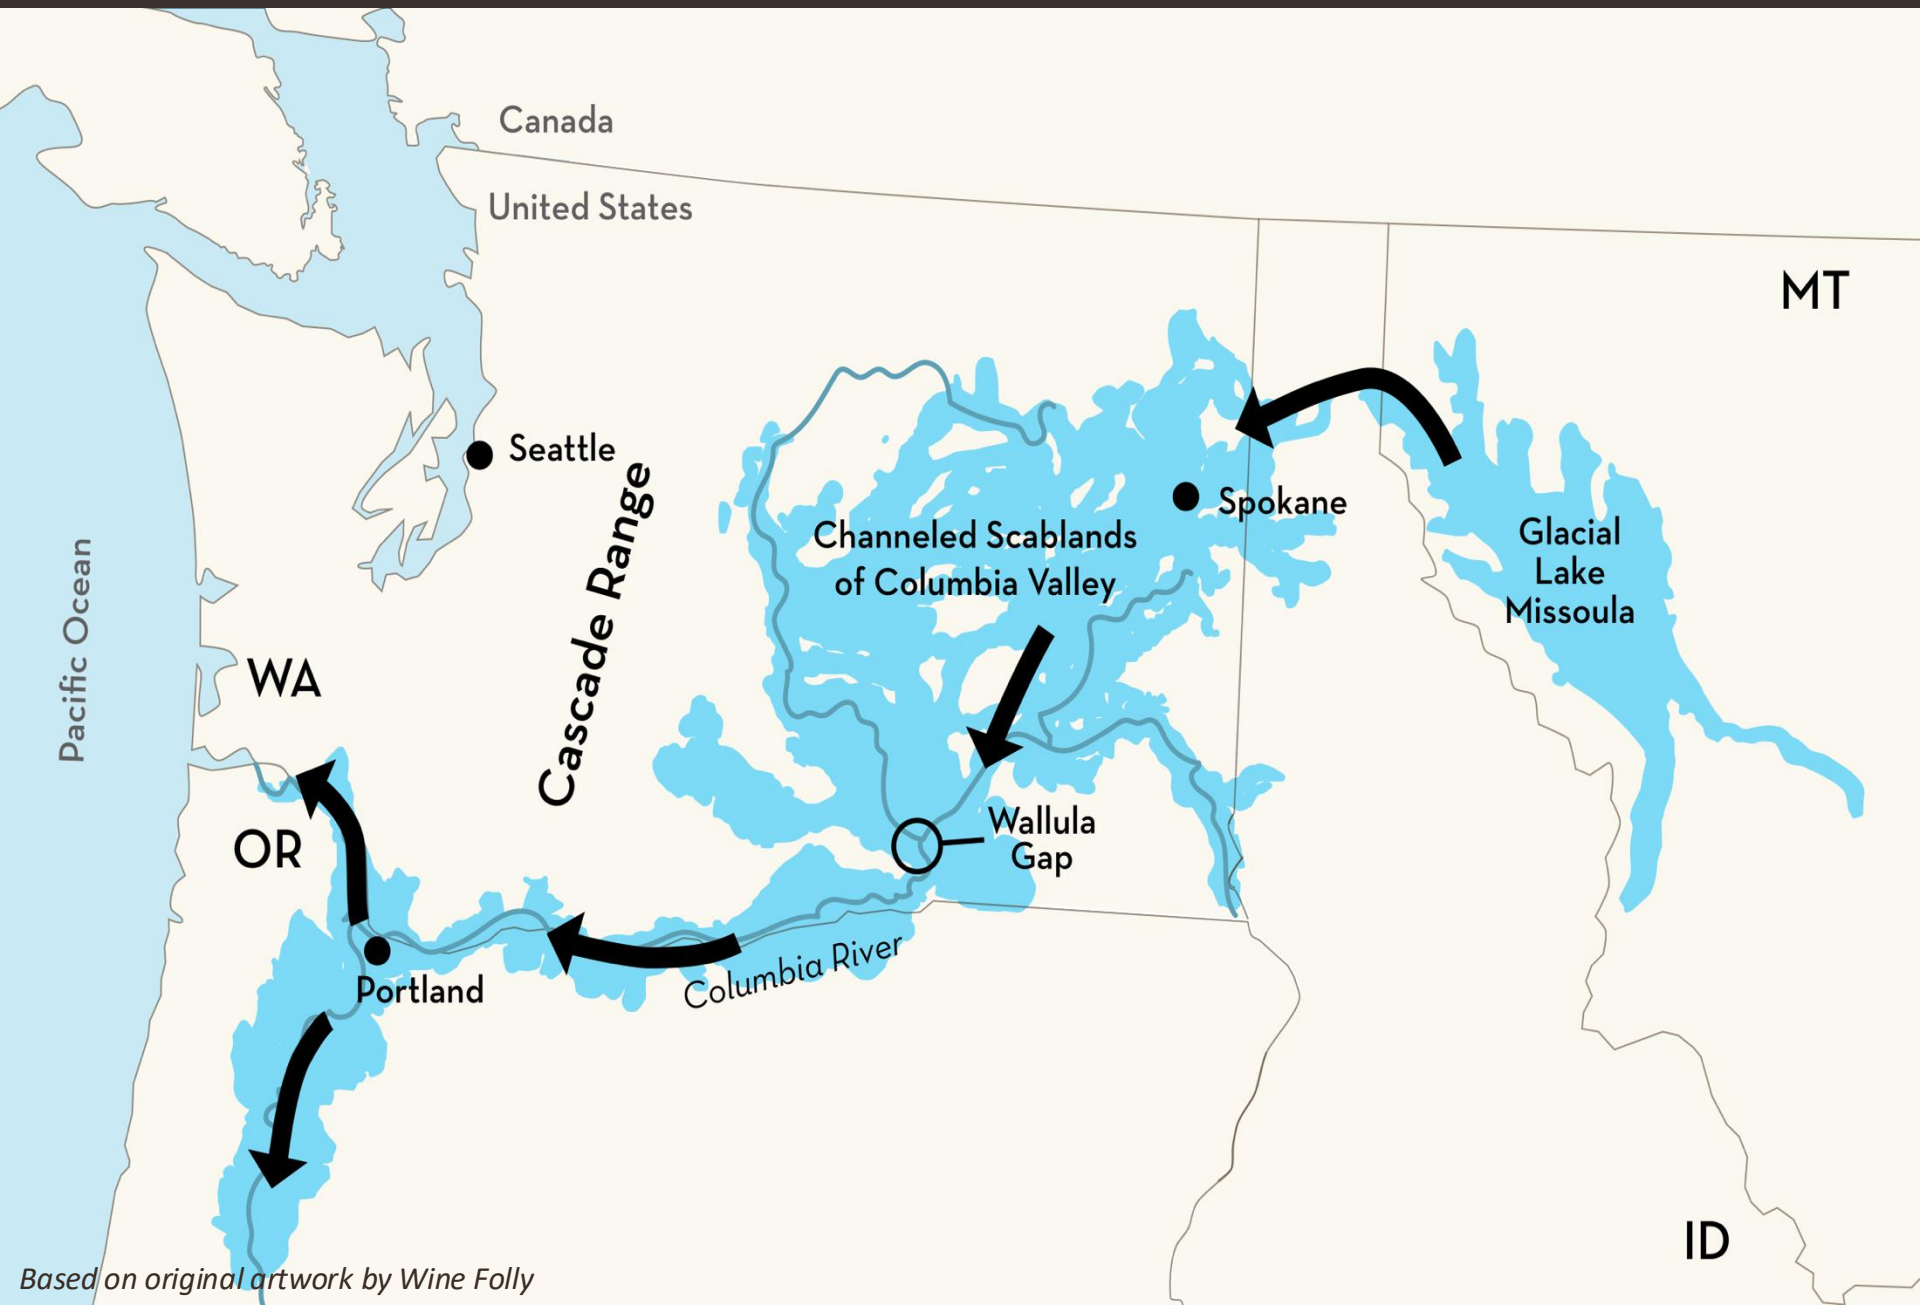 Canada
United States
MT
Seattle
Cascade Range
Spokane
Channeled Scablands
of Columbia Valley
Glacial
Lake
Missoula
Pacific Ocean
WA
OR
Wallula
Gap
Columbia River
Portland
ID
Based on original artwork by Wine Folly